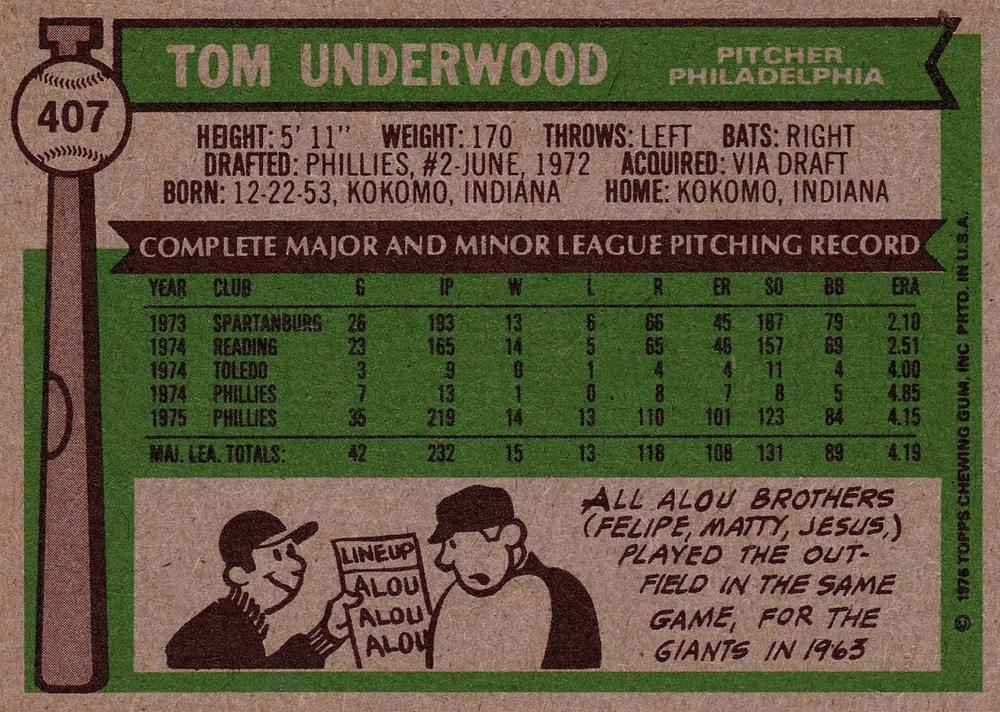 407
TOM UNDERWOOD
PITCHER
PHILADELPHIA
HEIGHT: 5' 11" WEIGHT: 170 THROWS: LEFT BATS: RIGHT
DRAFTED: PHILLIES, #2-JUNE, 1972 ACQUIRED: VIA DRAFT
BORN: 12-22-53, KOKOMO, INDIANA HOME: KOKOMO, INDIANA
COMPLETE MAJOR AND MINOR LEAGUE PITCHING RECORD
YEAR CLUB G IP W L R ER SO BB ERA
1973 SPARTANBURG 26 193 13 6 66 45 187 79 2.10
1974 READING 23 165 14 5 65 46 157 69 2.51
1974 TOLEDO 3 9 0 1 4 4 11 4 4.00
1974 PHILLIES 7 13 1 0 8 7 8 5 4.85
1975 PHILLIES 35 219 14 13 110 101 123 84 4.15
MAJ. LEA. TOTALS: 42 232 15 13 118 108 131 89 4.19
LINEUP
ALOU
ALOU
ALOU
ALL ALOU BROTHERS
(FELIPE, MATTY, JESUS,)
PLAYED THE OUT-
FIELD IN THE SAME
GAME, FOR THE
GIANTS IN 1963
© 1976 TOPPS CHEWING GUM, INC PRTD. IN U.S.A.